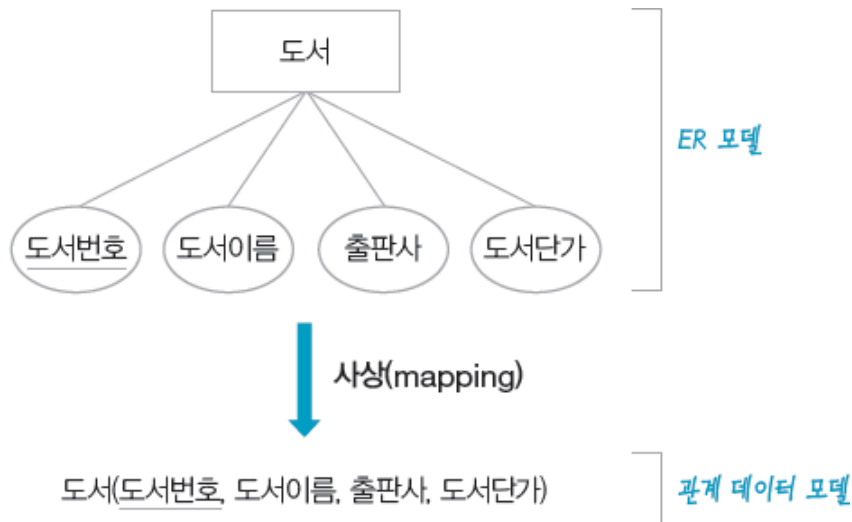 도서
ER 모델
도서번호 도서이름 출판사 도서단가
사상(mapping)
도서(도서번호, 도서이름, 출판사, 도서단가)
관계 데이터 모델